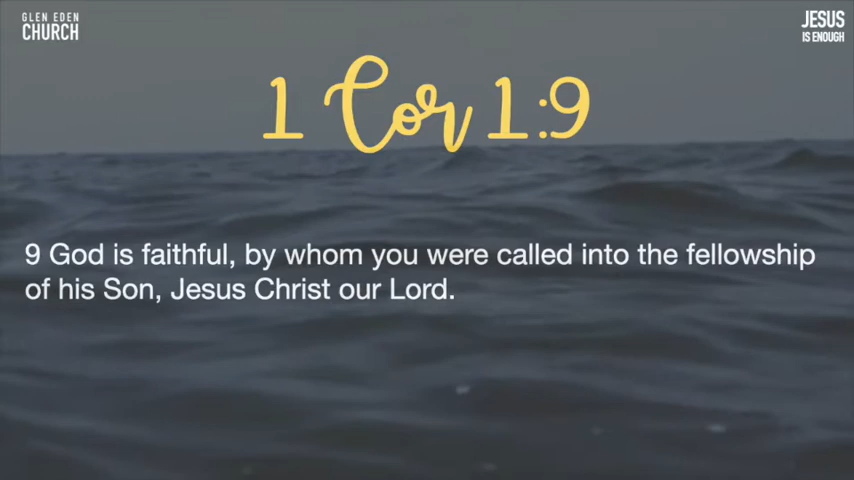 GLEN EDEN
CHURCH
JESUS
IS ENOUGH
1 Cor 1:9
9 God is faithful, by whom you were called into the fellowship
of his Son, Jesus Christ our Lord.